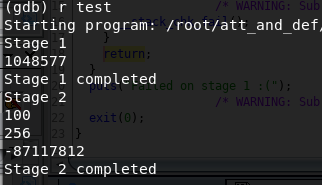 (gdb) r test
/* WARNING: Sub
Starting program: /root/att_and_def/
Stage 1
return;
1048577
Stage 1 completed
Stage 2
puts("Failed on stage 1 :(");
100
/* WARNING: Sub
256
22 exit(0);
-87117812
23 }
Stage 2 completed